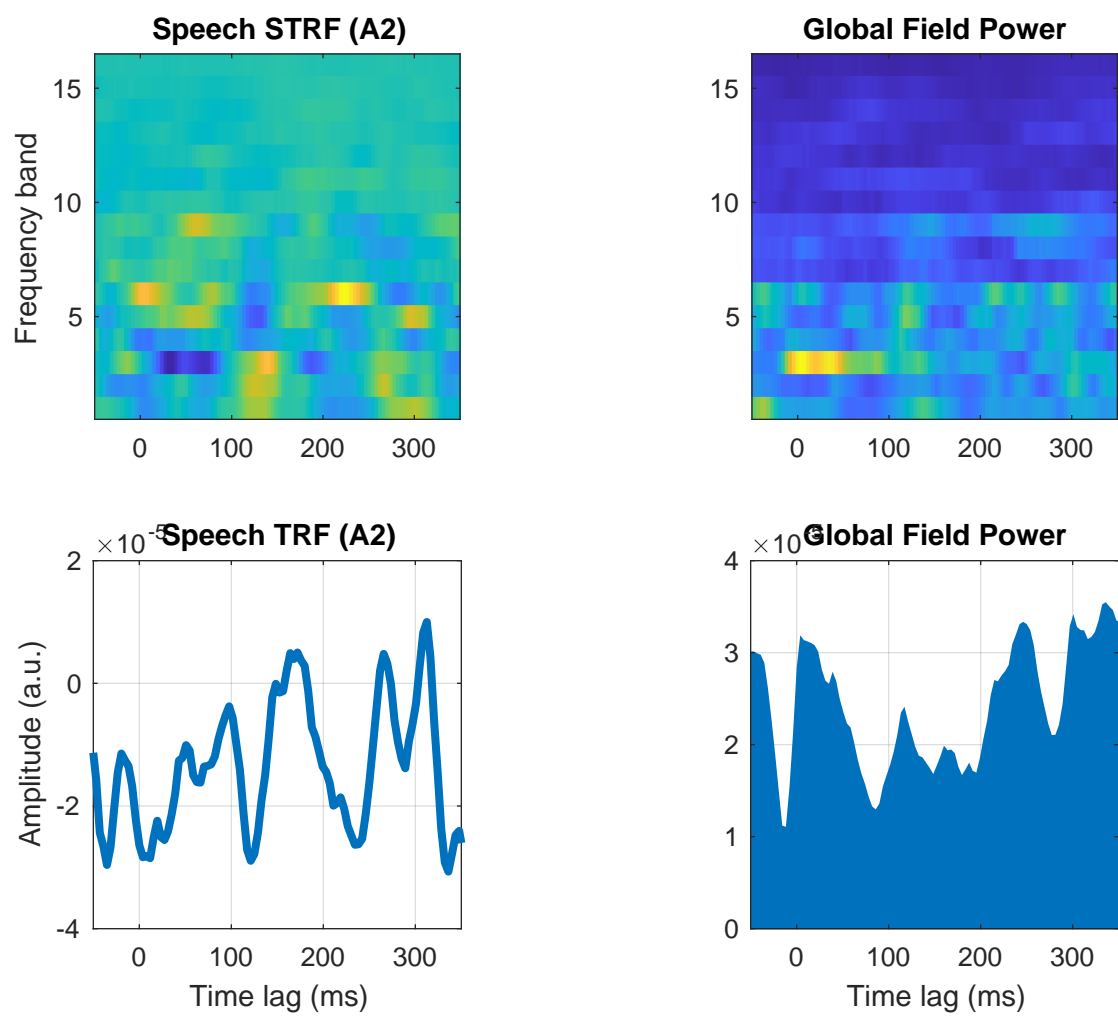 Speech STRF (A2)
15
10
5
Frequency band
0 100 200 300
Global Field Power
15
10
5
0 100 200 300
×10-5
Speech TRF (A2)
2
0
-2
-4
Amplitude (a.u.)
0 100 200 300
Time lag (ms)
×10-5
Global Field Power
4
3
2
1
0
0 100 200 300
Time lag (ms)